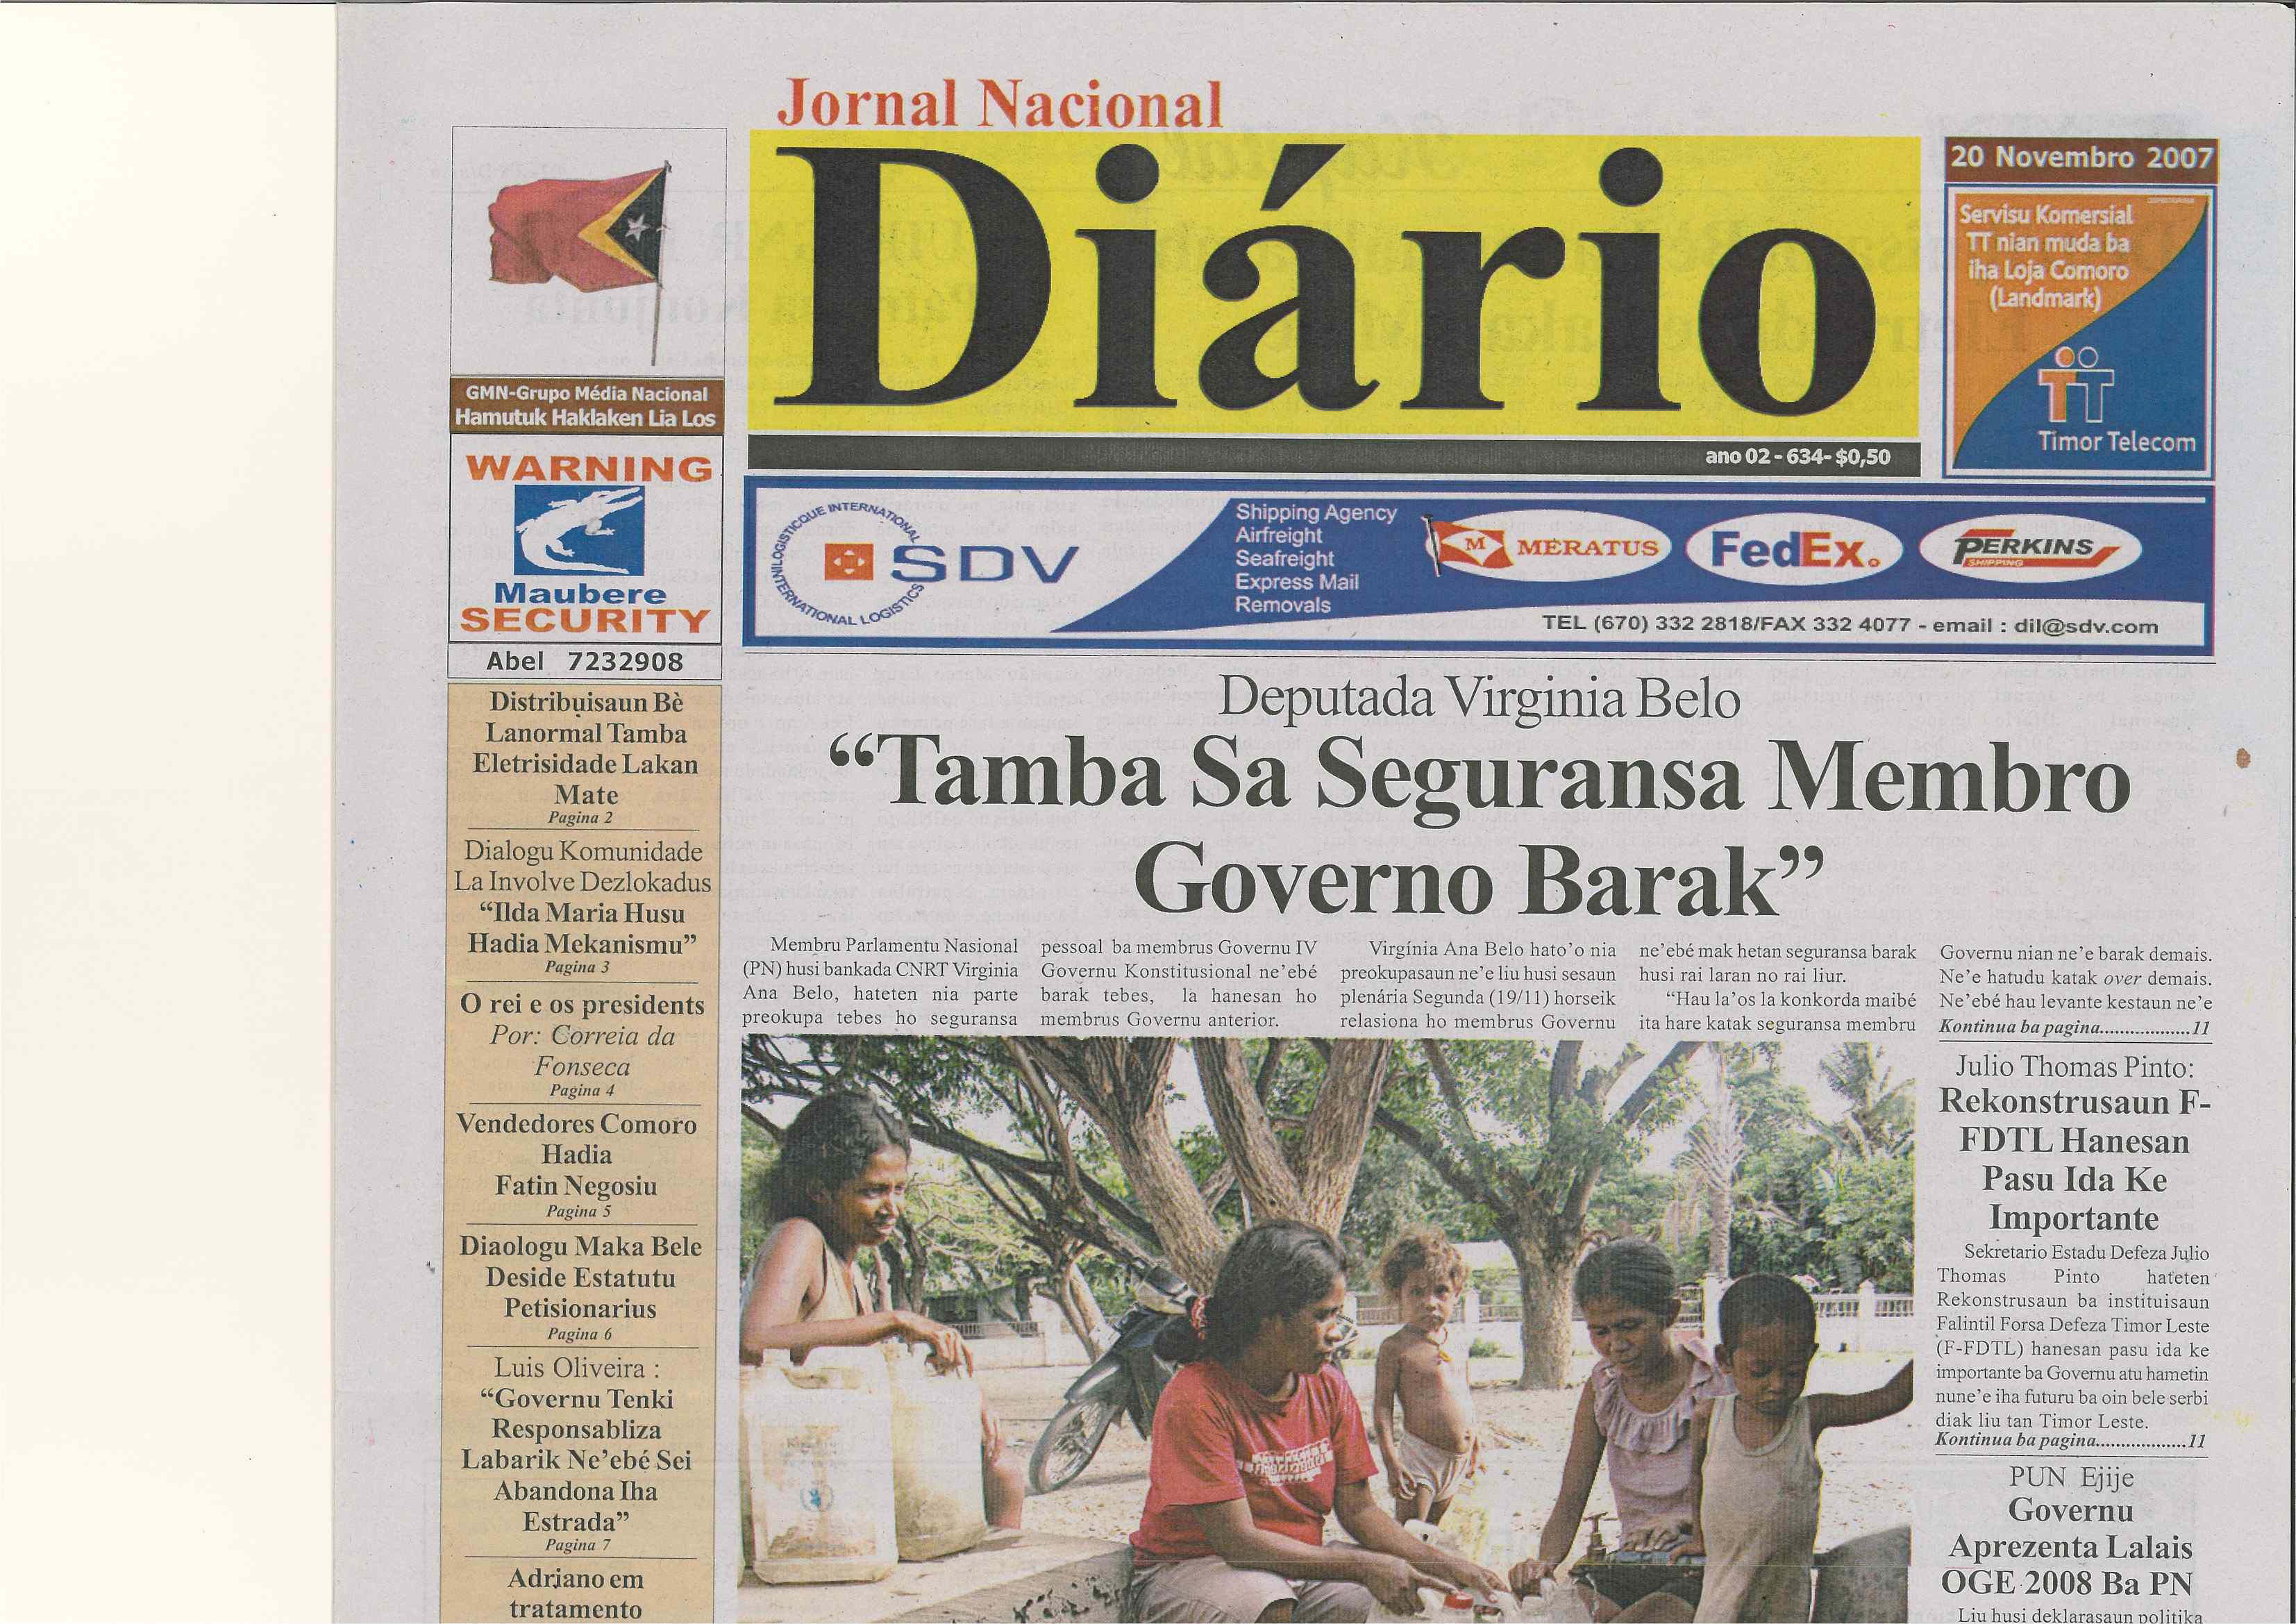 Jornal Nacional
Diário
20 Novembro 2007
Servisu Komersial
TT nian muda ba
iha Loja Comoro
(Landmark)
TT
Timor Telecom
GMN-Grupo Média Nacional
Hamutuk Haklaken Lia Los
ano 02 - 634- $0,50
WARNING
Maubere
SECURITY
Abel 7232908
SDV
INTERNATIONAL LOGISTICS
Shipping Agency
Airfreight
Seafreight
Express Mail
Removals
M MERATUS
FedEx.
PERKINS
SHIPPING
TEL (670) 332 2818/FAX 332 4077 - email : dil@sdv.com
Distribuisaun Bè
Lanormal Tamba
Eletrisidade Lakan
Mate
Pagina 2
Dialogu Komunidade
La Involve Dezlokadus
“Ilda Maria Husu
Hadia Mekanismu”
Pagina 3
O rei e os presidents
Por: Correia da
Fonseca
Pagina 4
Vendedores Comoro
Hadia
Fatin Negosiu
Pagina 5
Diaologu Maka Bele
Deside Estatutu
Petisionarius
Pagina 6
Luis Oliveira :
“Governu Tenki
Responsabliza
Labarik Ne’ebé Sei
Abandona Iha
Estrada”
Pagina 7
Adriano em
tratamento
Deputada Virginia Belo
“Tamba Sa Seguransa Membro
Governo Barak”
Membru Parlamentu Nasional
(PN) husi bankada CNRT Virginia
Ana Belo, hateten nia parte
preokupa tebes ho seguransa
pessoal ba membrus Governu IV
Governu Konstitusional ne’ebé
barak tebes, la hanesan ho
membrus Governu anterior.
Virgínia Ana Belo hato’o nia
preokupasaun ne’e liu husi sesaun
plenária Segunda (19/11) horseik
relasiona ho membrus Governu
ne’ebé mak hetan seguransa barak
husi rai laran no rai liur.
“Hau la’os la konkorda maibé
ita hare katak seguransa membru
Governu nian ne’e barak demais.
Ne’e hatudu katak over demais.
Ne’ebé hau levante kestaun ne’e
Kontinua ba pagina..................11
Julio Thomas Pinto:
Rekonstrusaun F-
FDTL Hanesan
Pasu Ida Ke
Importante
Sekretario Estadu Defeza Julio
Thomas Pinto hateten
Rekonstrusaun ba instituisaun
Falintil Forsa Defeza Timor Leste
(F-FDTL) hanesan pasu ida ke
importante ba Governu atu hametin
nune’e iha futuru ba oin bele serbi
diak liu tan Timor Leste.
Kontinua ba pagina..................11
PUN Ejije
Governu
Aprezenta Lalais
OGE 2008 Ba PN
Liu husi deklarasaun politika